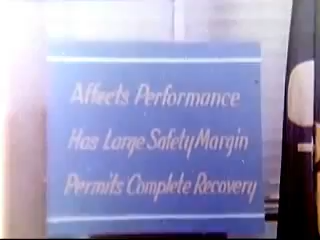 Affects Performance
Has Large Safety Margin
Permits Complete Recovery